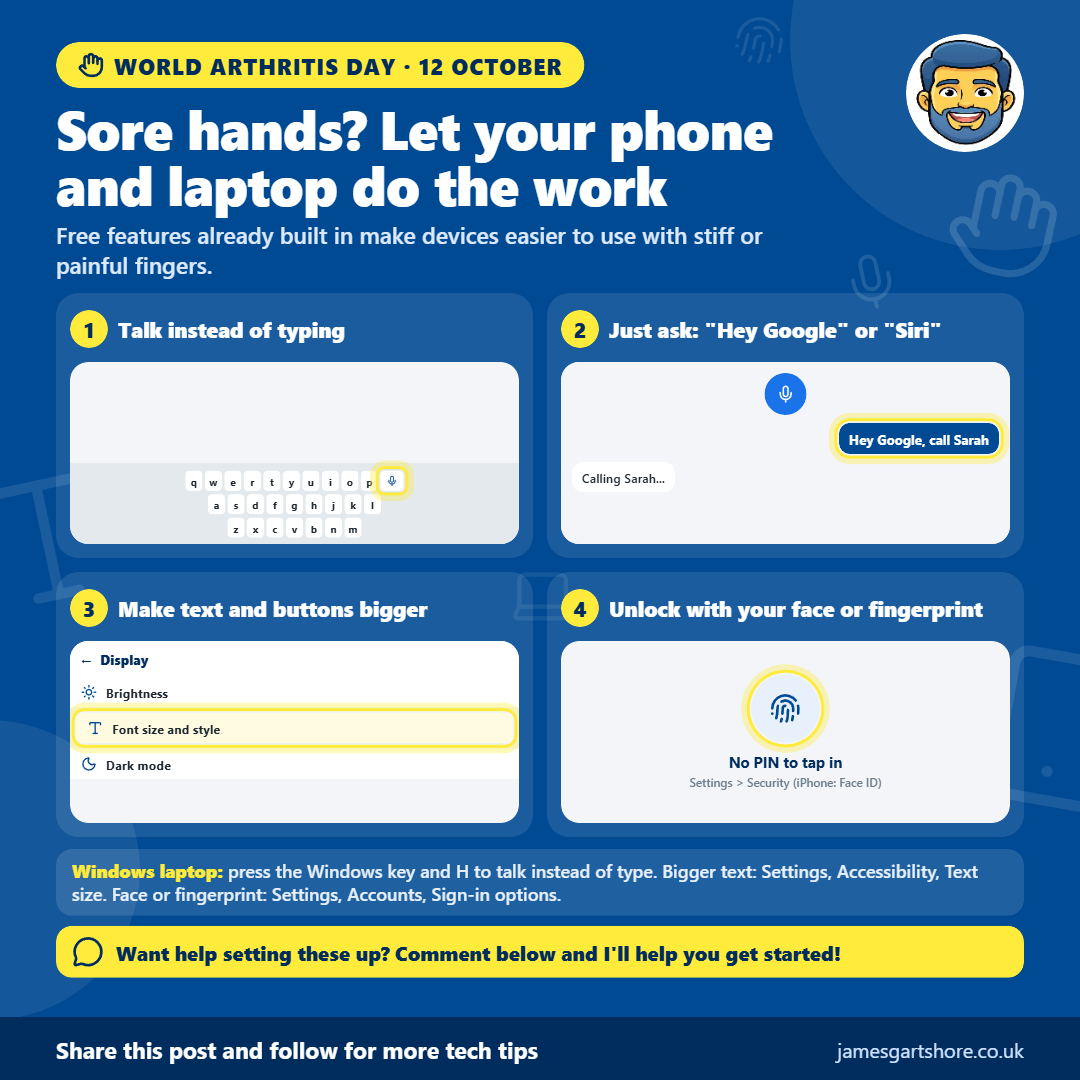 WORLD ARTHRITIS DAY · 12 OCTOBER
Sore hands? Let your phone
and laptop do the work
Free features already built in make devices easier to use with stiff or
painful fingers.
1 Talk instead of typing
q w e r t y u i o p
a s d f g h j k l
z x c v b n m
2 Just ask: "Hey Google" or "Siri"
Hey Google, call Sarah
Calling Sarah...
3 Make text and buttons bigger
← Display
Brightness
Font size and style
Dark mode
4 Unlock with your face or fingerprint
No PIN to tap in
Settings > Security (iPhone: Face ID)
Windows laptop: press the Windows key and H to talk instead of type. Bigger text: Settings, Accessibility, Text
size. Face or fingerprint: Settings, Accounts, Sign-in options.
Want help setting these up? Comment below and I'll help you get started!
Share this post and follow for more tech tips
jamesgartshore.co.uk